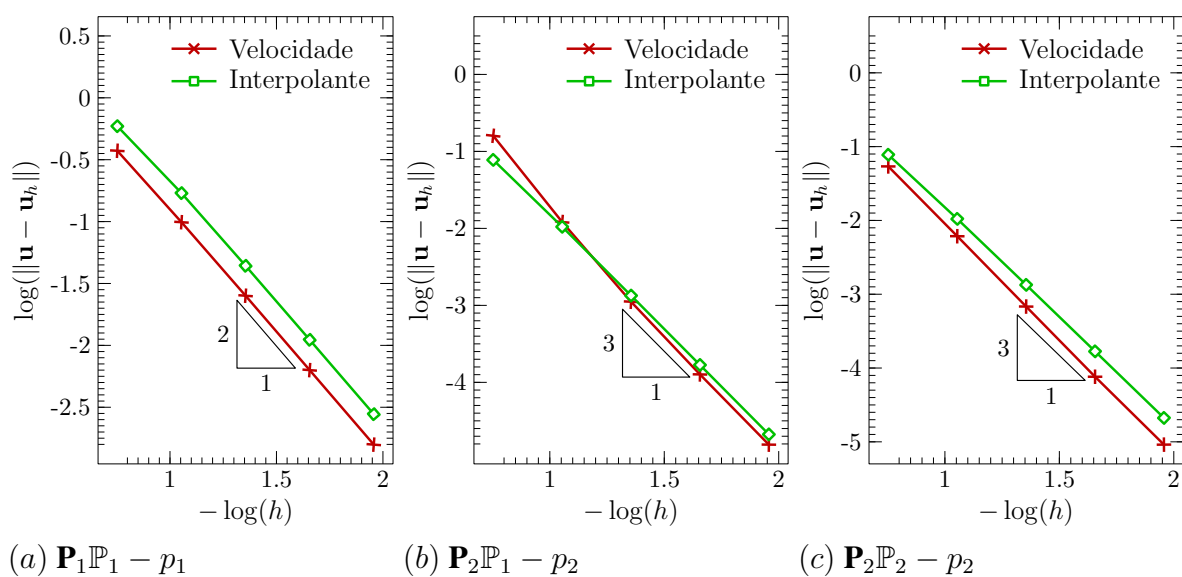 0.5
0
-0.5
-1
-1.5
-2
-2.5
1
1.5
2
log(‖𝐮 − 𝐮ₕ‖)
− log(h)
Velocidade
Interpolante
2
1
(a) 𝐏₁ℙ₁ − p₁
0
-1
-2
-3
-4
1
1.5
2
log(‖𝐮 − 𝐮ₕ‖)
− log(h)
Velocidade
Interpolante
3
1
(b) 𝐏₂ℙ₁ − p₂
0
-1
-2
-3
-4
-5
1
1.5
2
log(‖𝐮 − 𝐮ₕ‖)
− log(h)
Velocidade
Interpolante
3
1
(c) 𝐏₂ℙ₂ − p₂